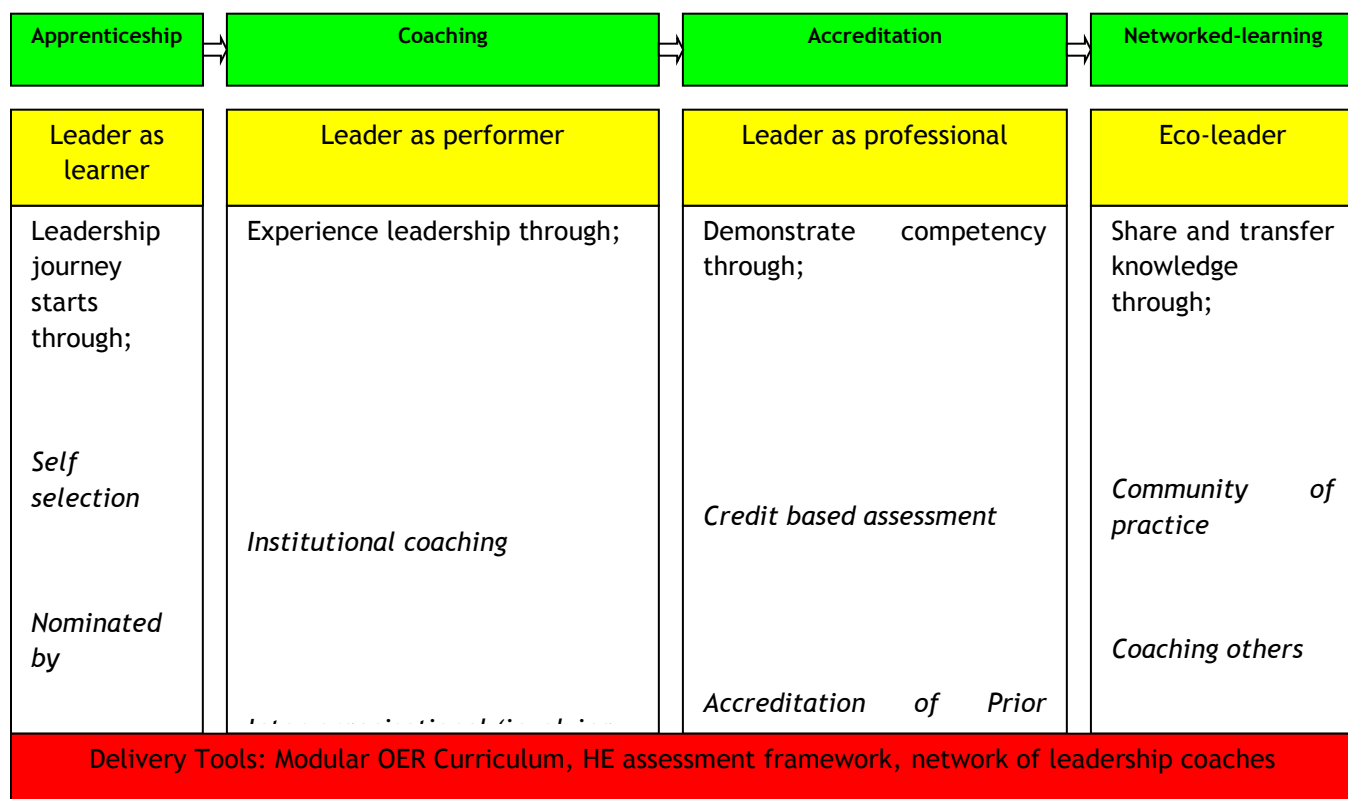 Apprenticeship
Coaching
Accreditation
Networked-learning
Leader as
learner
Leader as performer
Leader as professional
Eco-leader
Leadership
journey
starts
through;
Self
selection
Nominated
by
Experience leadership through;
Institutional coaching
Demonstrate competency
through;
Credit based assessment
Accreditation of Prior
Share and transfer
knowledge
through;
Community of
practice
Coaching others
Delivery Tools: Modular OER Curriculum, HE assessment framework, network of leadership coaches